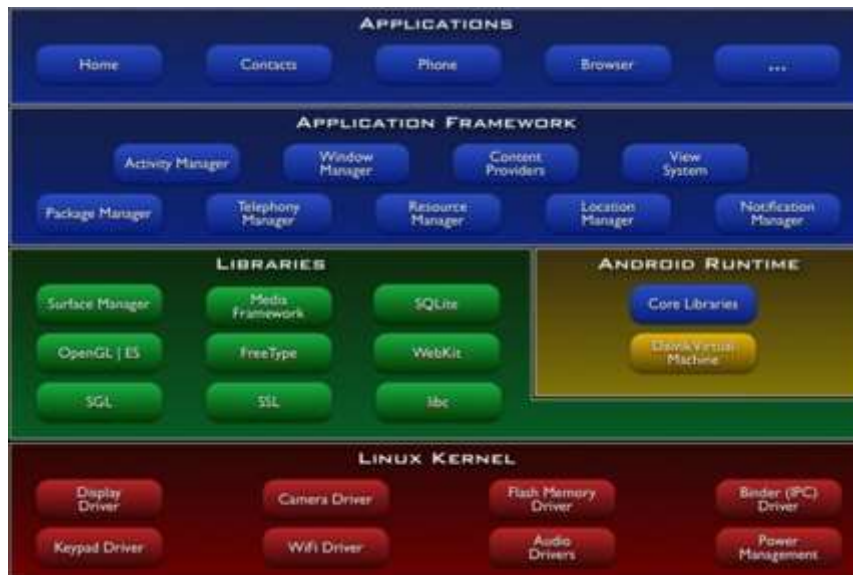 APPLICATIONS
Home Contacts Phone Browser ...
APPLICATION FRAMEWORK
Activity Manager Window Manager Content Providers View System
Package Manager Telephony Manager Resource Manager Location Manager Notification Manager
LIBRARIES
Surface Manager Media Framework SQLite
OpenGL | ES FreeType WebKit
SGL SSL libc
ANDROID RUNTIME
Core Libraries
Dalvik Virtual Machine
LINUX KERNEL
Display Driver Camera Driver Flash Memory Driver Binder (IPC) Driver
Keypad Driver WiFi Driver Audio Drivers Power Management